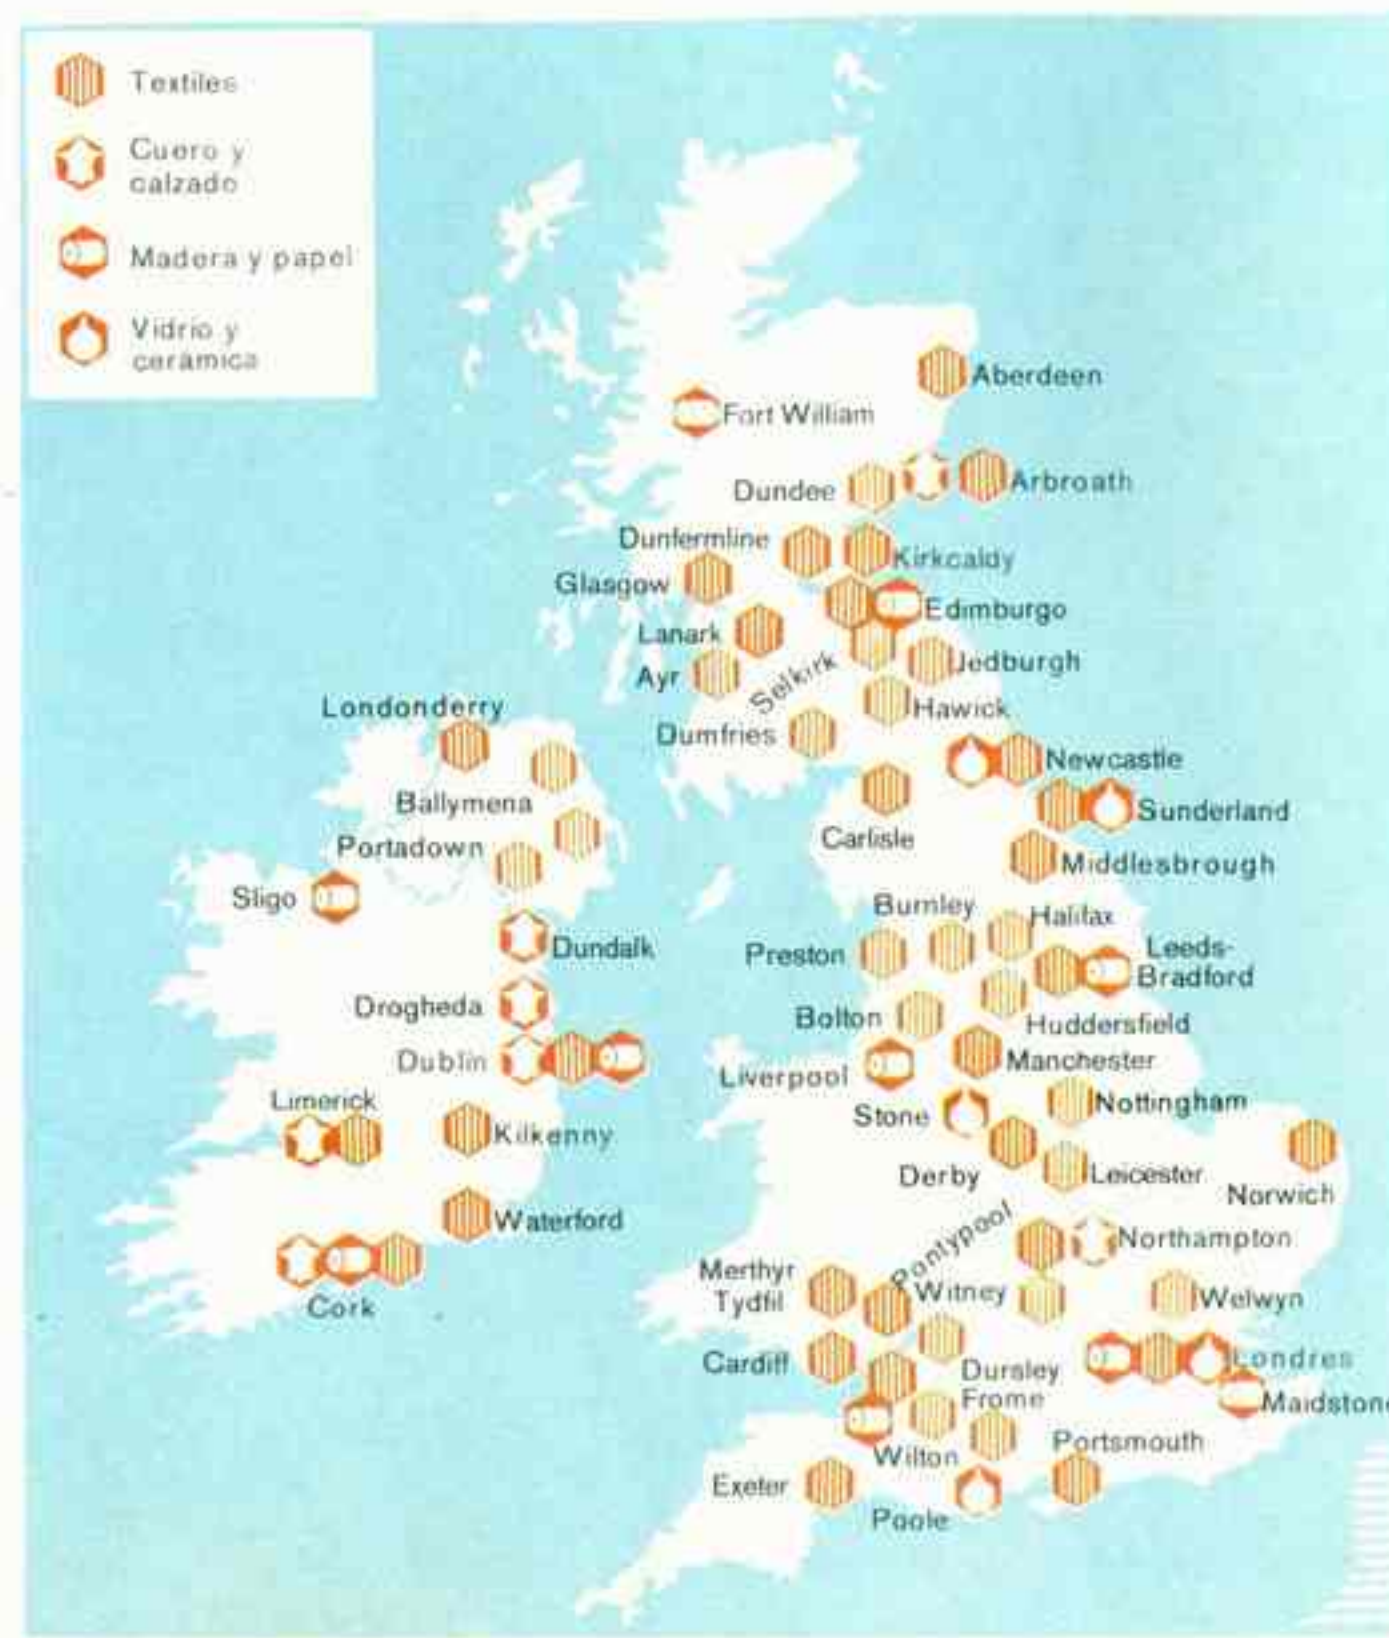 Textiles
Cuero y
calzado
Madera y papel
Vidrio y
cerámica
Aberdeen
Fort William
Dundee
Arbroath
Dunfermline
Kirkcaldy
Glasgow
Edimburgo
Lanark
Selkirk
Jedburgh
Ayr
Hawick
Londonderry
Dumfries
Newcastle
Ballymena
Sunderland
Carlisle
Portadown
Middlesbrough
Sligo
Burnley
Halifax
Dundalk
Preston
Leeds-
Bradford
Drogheda
Bolton
Huddersfield
Dublin
Manchester
Liverpool
Limerick
Nottingham
Stone
Kilkenny
Derby
Leicester
Norwich
Waterford
Pontypool
Northampton
Merthyr
Tydfil
Witney
Welwyn
Cork
Cardiff
Dursley
Londres
Frome
Maidstone
Wilton
Portsmouth
Exeter
Poole